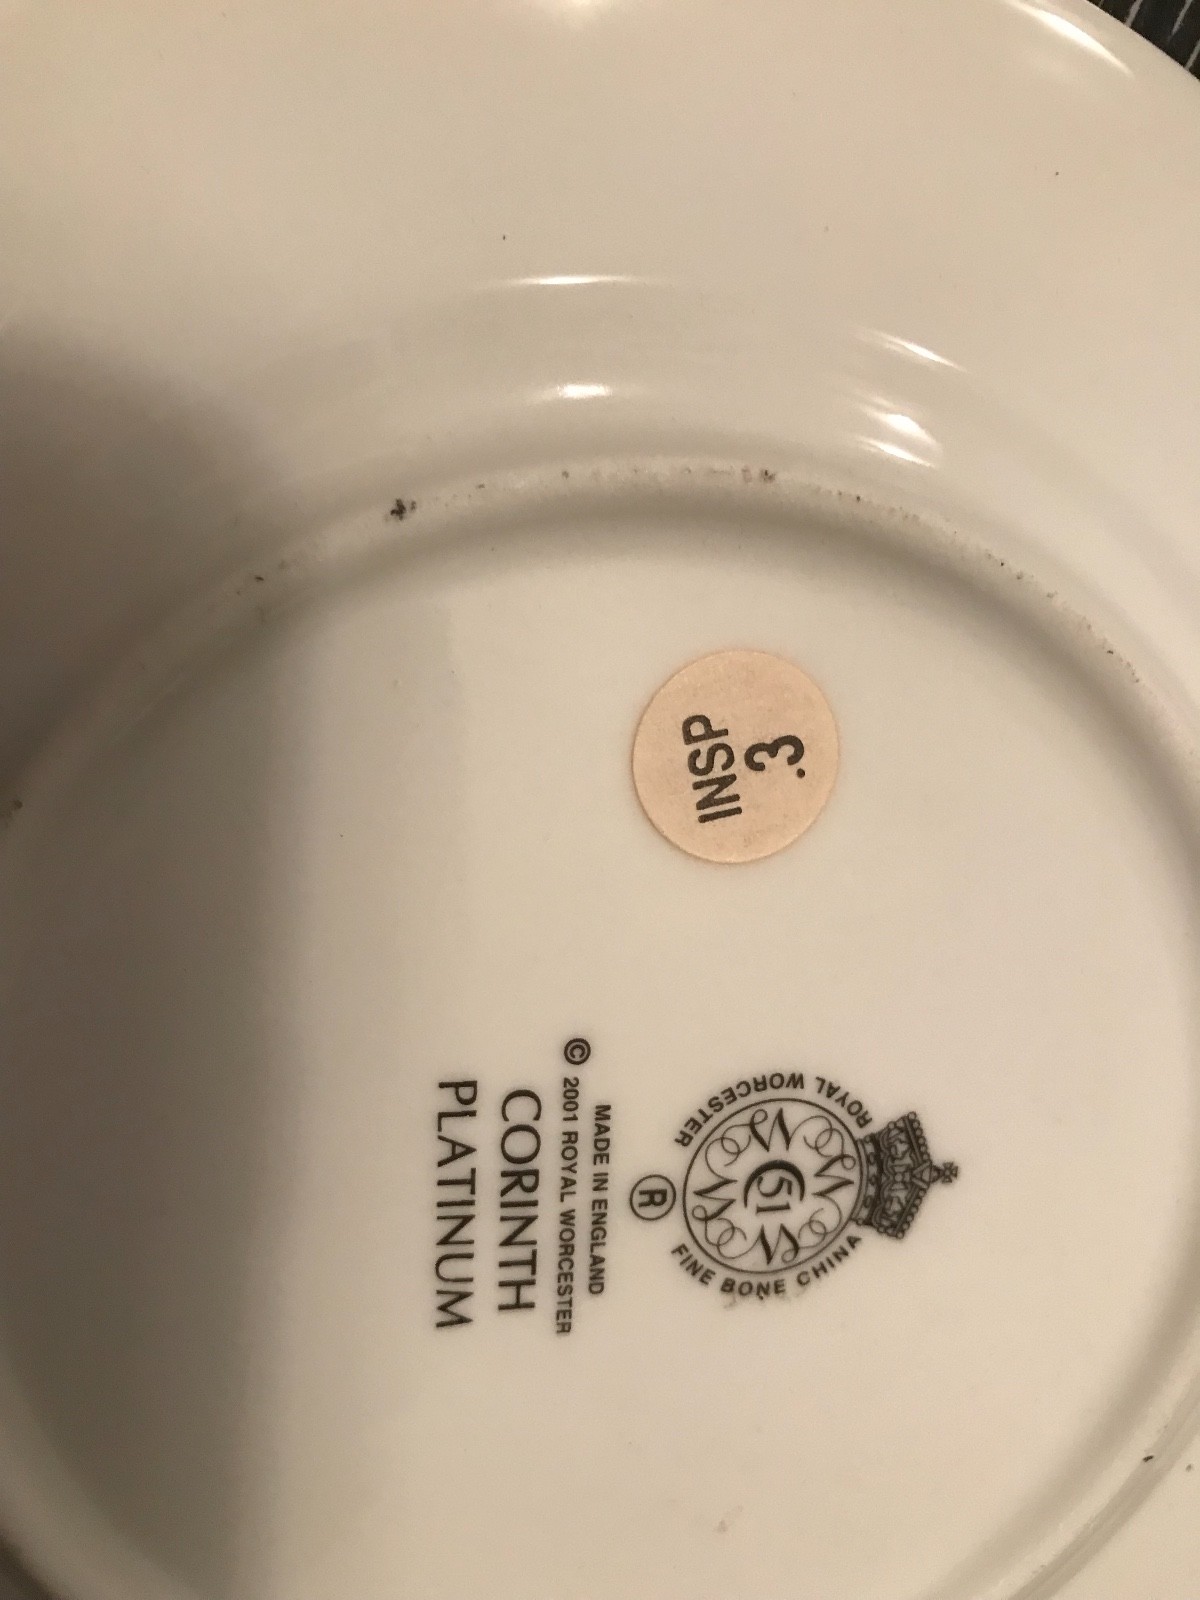 INSP
.3
ROYAL WORCESTER
51
FINE BONE CHINA
®
MADE IN ENGLAND
© 2001 ROYAL WORCESTER
CORINTH
PLATINUM